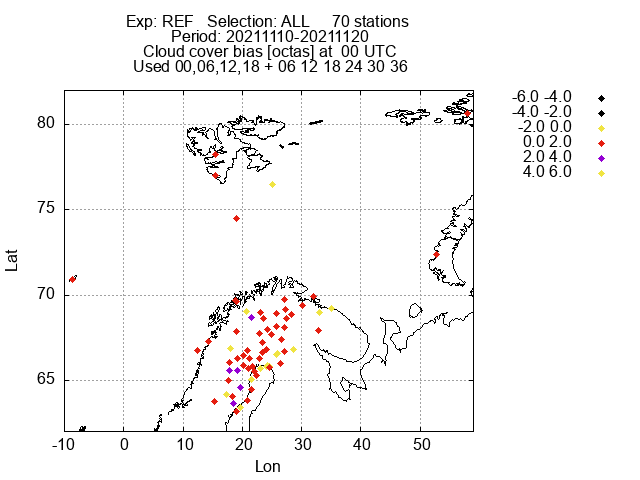 Exp: REF   Selection: ALL     70 stations
Period: 20211110-20211120
Cloud cover bias [octas] at  00 UTC
Used 00,06,12,18 + 06 12 18 24 30 36
-6.0 -4.0
-4.0 -2.0
-2.0 0.0
0.0 2.0
2.0 4.0
4.0 6.0
80
75
70
65
Lat
-10 0 10 20 30 40 50
Lon